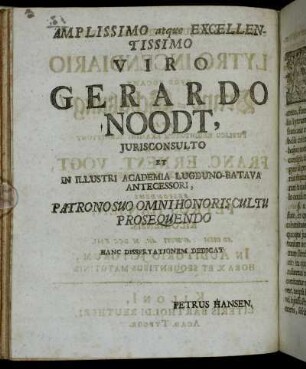 AMPLISSIMO atque EXCELLEN-
TISSIMO
VIRO
GERARDO
NOODT,
JURISCONSULTO
ET
IN ILLUSTRI ACADEMIA LUGDUNO-BATAVA
ANTECESSORI,
PATRONO SUO OMNI HONORIS CULTU
PROSEQUENDO
HANC DISSERTATIONEM DEDICAT
PETRUS HANSEN,